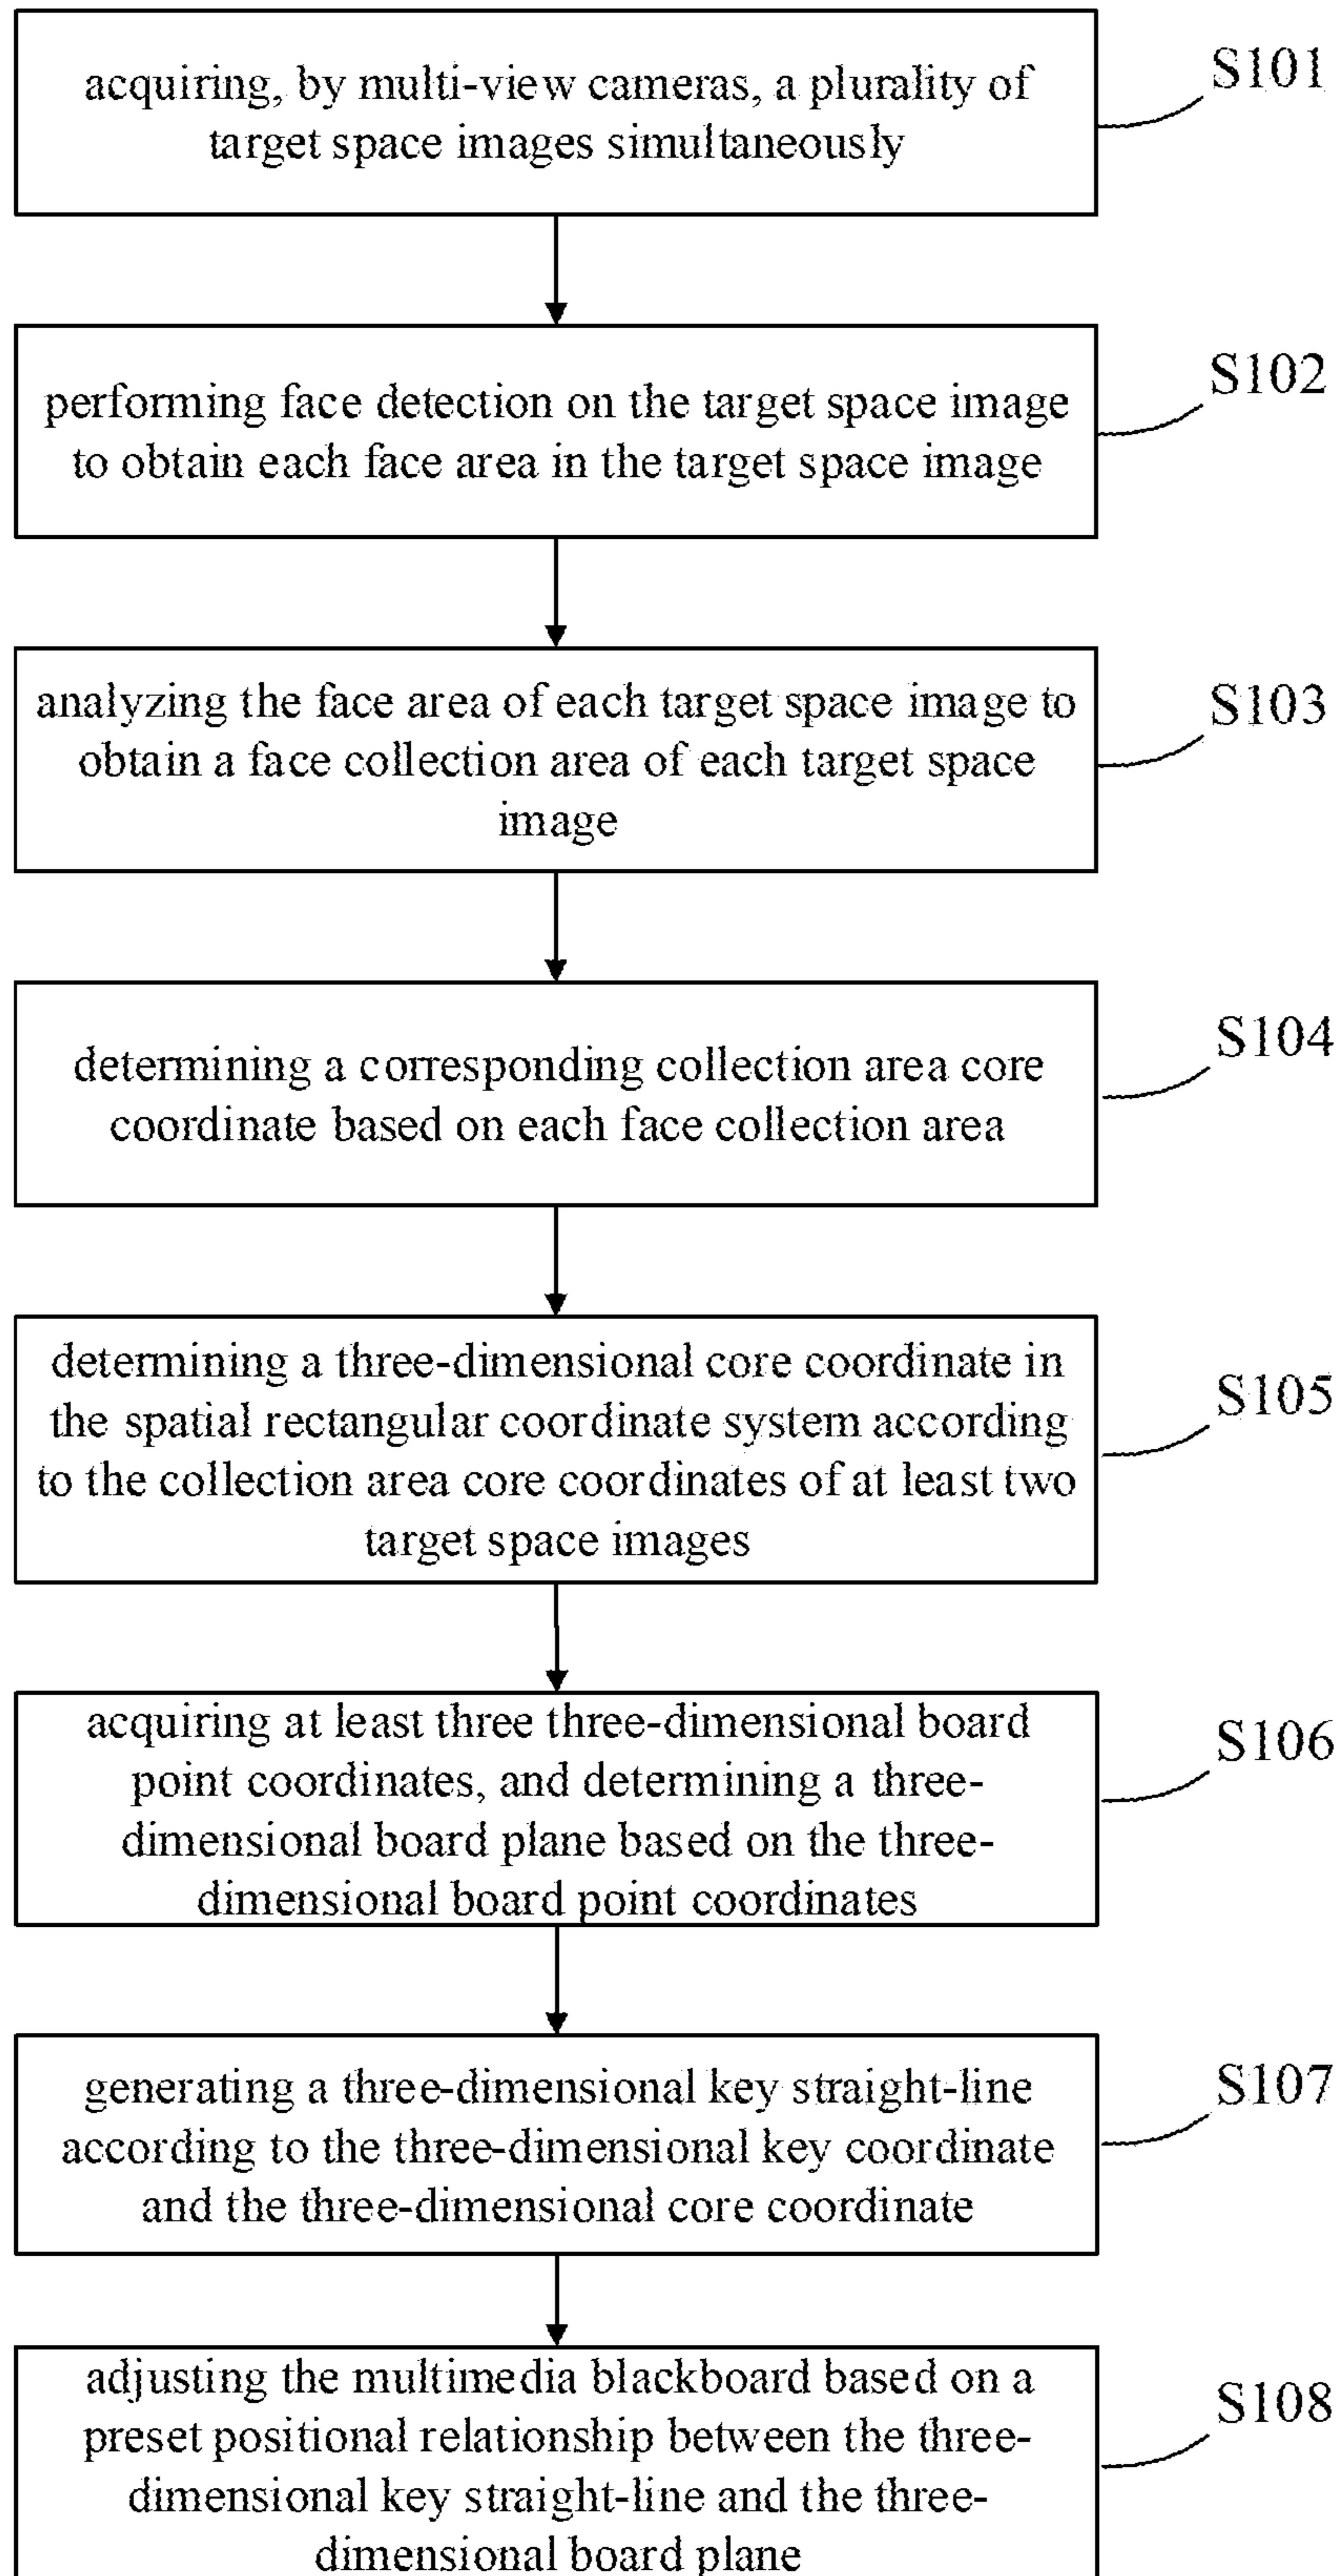 acquiring, by multi-view cameras, a plurality of
target space images simultaneously
S101
performing face detection on the target space image
to obtain each face area in the target space image
S102
analyzing the face area of each target space image to
obtain a face collection area of each target space
image
S103
determining a corresponding collection area core
coordinate based on each face collection area
S104
determining a three-dimensional core coordinate in
the spatial rectangular coordinate system according
to the collection area core coordinates of at least two
target space images
S105
acquiring at least three three-dimensional board
point coordinates, and determining a three-
dimensional board plane based on the three-
dimensional board point coordinates
S106
generating a three-dimensional key straight-line
according to the three-dimensional key coordinate
and the three-dimensional core coordinate
S107
adjusting the multimedia blackboard based on a
preset positional relationship between the three-
dimensional key straight-line and the three-
dimensional board plane
S108